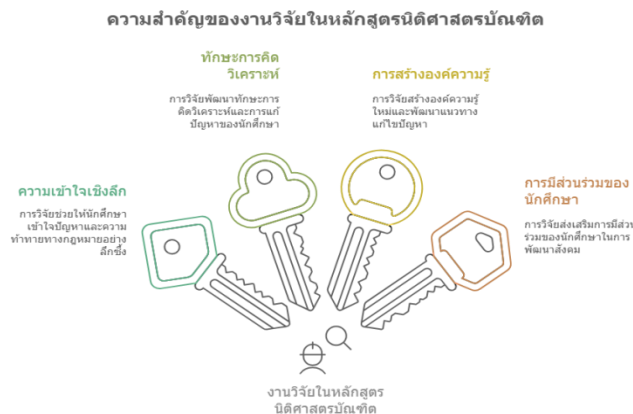 ความสำคัญของงานวิจัยในหลักสูตรนิติศาสตรบัณฑิต
ทักษะการคิด
วิเคราะห์
การวิจัยพัฒนาทักษะการ
คิดวิเคราะห์และการแก้
ปัญหาของนักศึกษา
การสร้างองค์ความรู้
การวิจัยสร้างองค์ความรู้
ใหม่และพัฒนาแนวทาง
แก้ไขปัญหา
ความเข้าใจเชิงลึก
การวิจัยช่วยให้นักศึกษา
เข้าใจปัญหาและความ
ท้าทายทางกฎหมายอย่าง
ลึกซึ้ง
การมีส่วนร่วมของ
นักศึกษา
การวิจัยส่งเสริมการมีส่วน
ร่วมของนักศึกษาในการ
พัฒนาสังคม
งานวิจัยในหลักสูตร
นิติศาสตรบัณฑิต